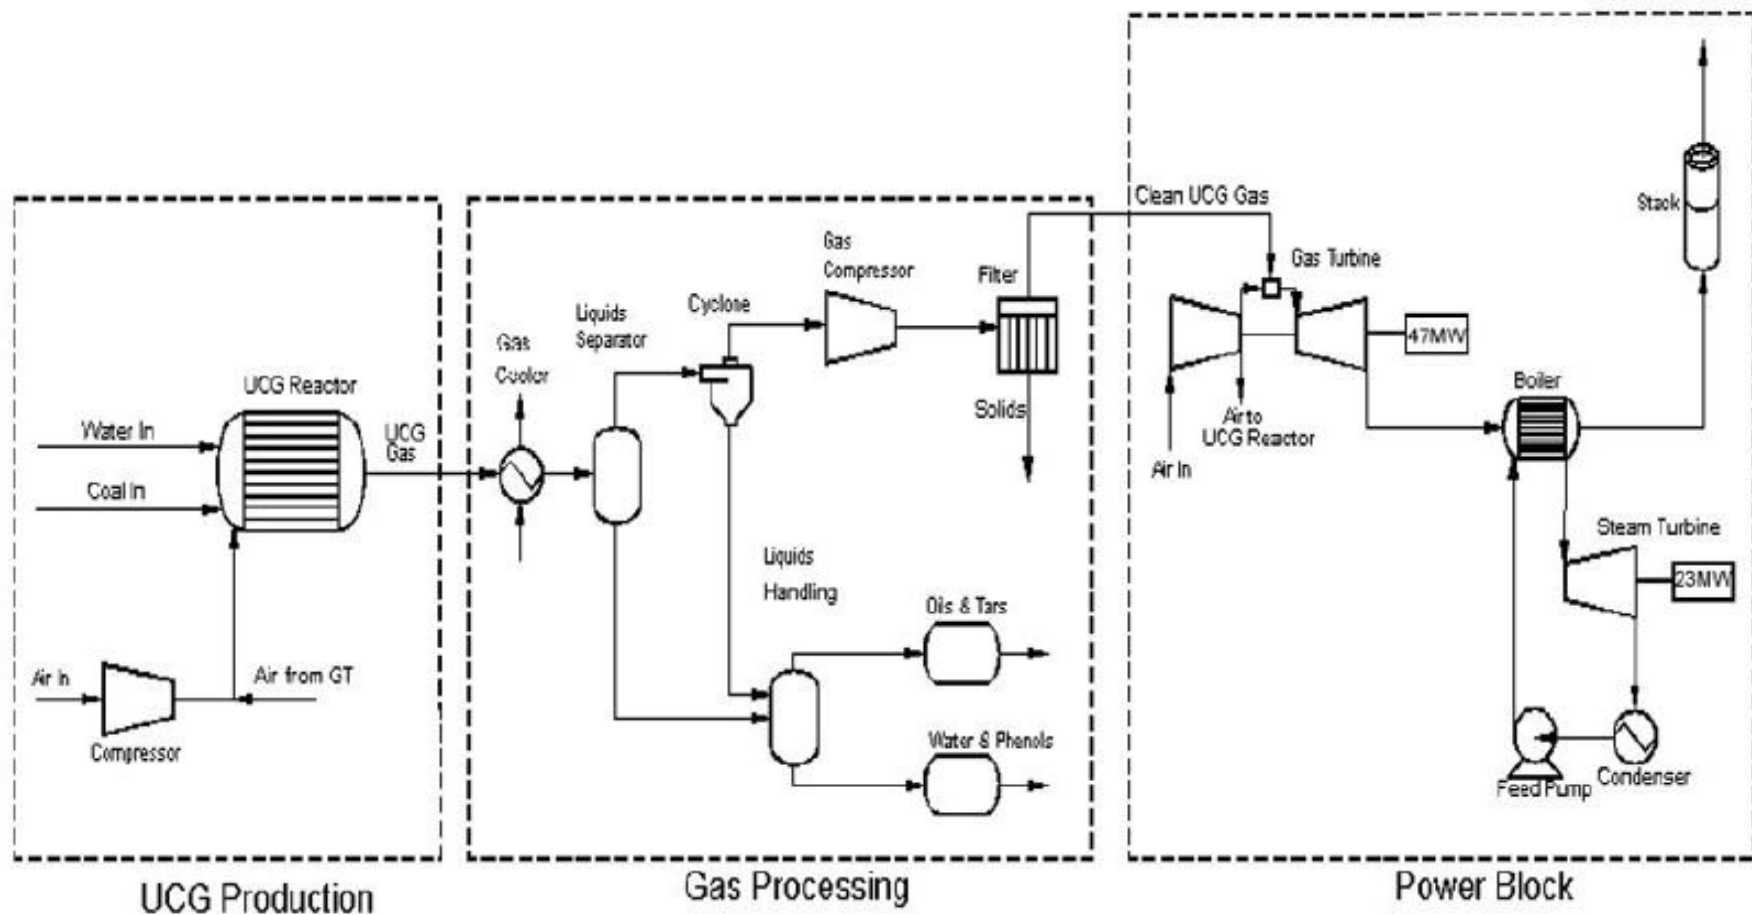 Water In
Coal In
UCG Reactor
UCG
Gas
Air In
Compressor
Air from GT
UCG Production
Gas
Cooler
Liquids
Separator
Cyclone
Gas
Compressor
Filter
Solids
Liquids
Handling
Oils & Tars
Water & Phenols
Gas Processing
Clean UCG Gas
Gas Turbine
47MW
Air to
UCG Reactor
Air In
Boiler
Stack
Steam Turbine
23MW
Condenser
Feed Pump
Power Block